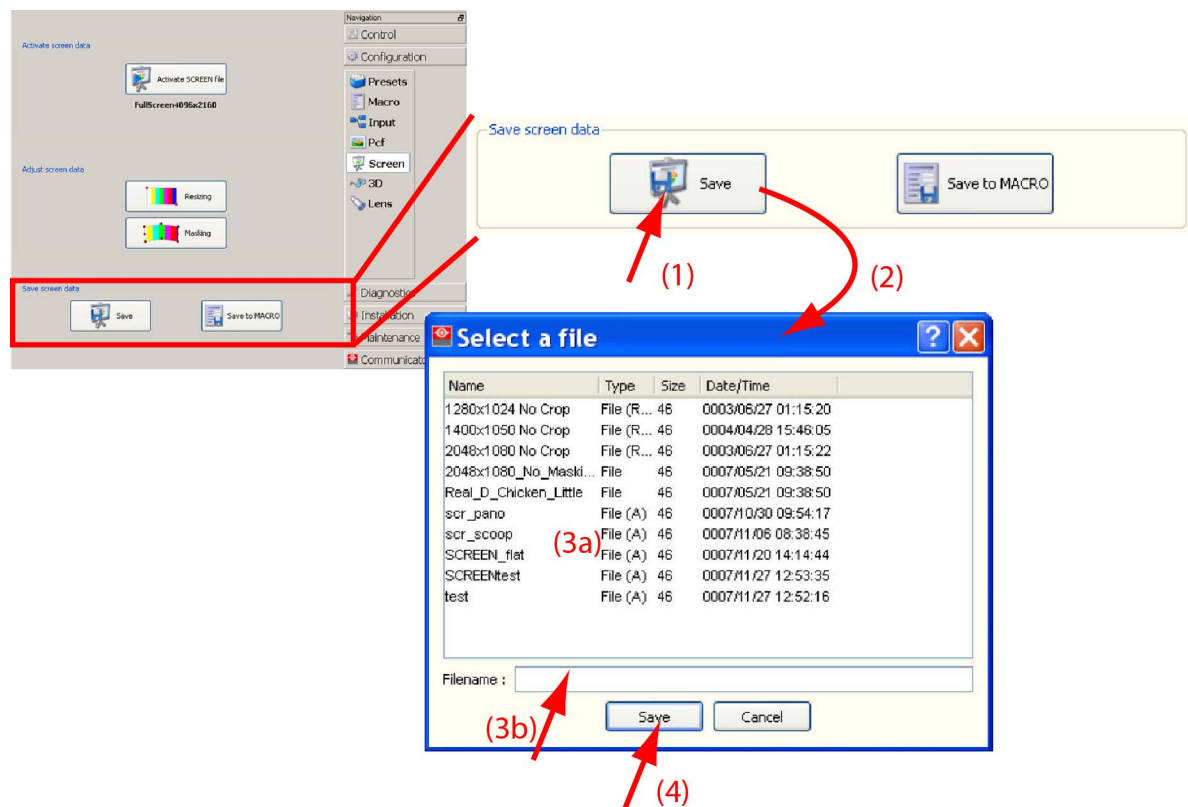 Navigation
Control
Configuration
Presets
Macro
Input
Pcf
Screen
3D
Lens
Diagnostics
Installation
Maintenance
Activate screen data
Activate SCREEN file
FullScreen4096x2160
Adjust screen data
Resizing
Masking
Save screen data
Save
Save to MACRO
Save screen data
Save
Save to MACRO
(1)
(2)
Select a file
Name Type Size Date/Time
1280x1024 No Crop File (R... 46 0003/06/27 01:15:20
1400x1050 No Crop File (R... 46 0004/04/28 15:46:05
2048x1080 No Crop File (R... 46 0003/06/27 01:15:22
2048x1080_No_Maski... File 46 0007/05/21 09:38:50
Real_D_Chicken_Little File 46 0007/05/21 09:38:50
scr_pano File (A) 46 0007/10/30 09:54:17
scr_scoop File (A) 46 0007/11/06 08:38:45
SCREEN_flat File (A) 46 0007/11/20 14:14:44
SCREENtest File (A) 46 0007/11/27 12:53:35
test File (A) 46 0007/11/27 12:52:16
(3a)
Filename :
(3b)
Save
Cancel
(4)